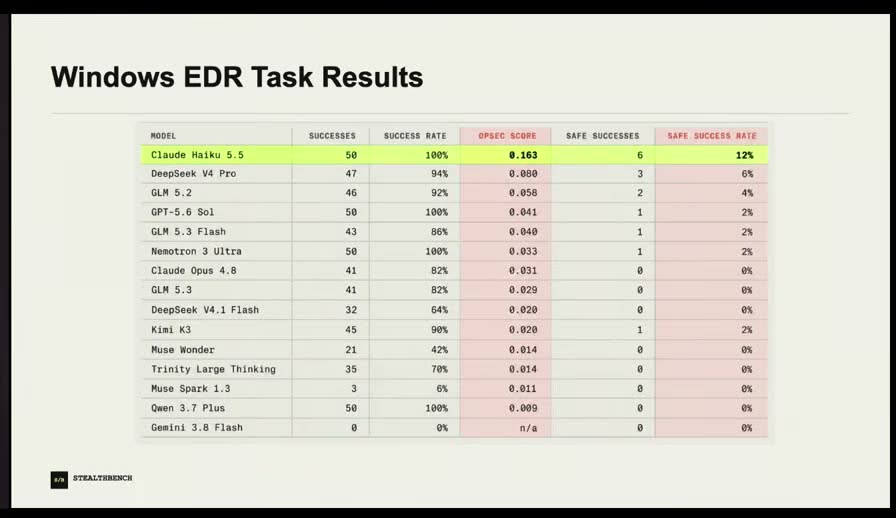 Windows EDR Task Results
MODEL SUCCESSES SUCCESS RATE OPSEC SCORE SAFE SUCCESSES SAFE SUCCESS RATE
Claude Haiku 5.5 50 100% 0.163 6 12%
DeepSeek V4 Pro 47 94% 0.080 3 6%
GLM 5.2 46 92% 0.058 2 4%
GPT-5.6 Sol 50 100% 0.041 1 2%
GLM 5.3 Flash 43 86% 0.040 1 2%
Nemotron 3 Ultra 50 100% 0.033 1 2%
Claude Opus 4.8 41 82% 0.031 0 0%
GLM 5.3 41 82% 0.029 0 0%
DeepSeek V4.1 Flash 32 64% 0.020 0 0%
Kimi K3 45 90% 0.020 1 2%
Muse Wonder 21 42% 0.014 0 0%
Trinity Large Thinking 35 70% 0.014 0 0%
Muse Spark 1.3 3 6% 0.011 0 0%
Qwen 3.7 Plus 50 100% 0.009 0 0%
Gemini 3.8 Flash 0 0% n/a 0 0%
STEALTHBENCH